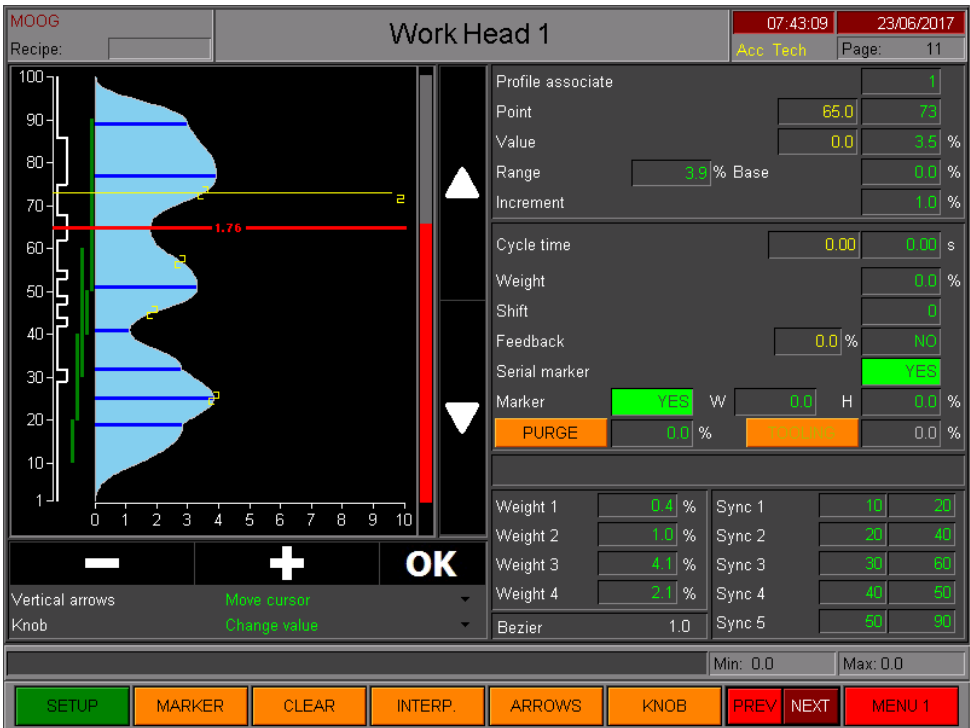 MOOG
Recipe:
Work Head 1
07:43:09 23/06/2017
Acc Tech Page: 11
100
90
80
70
60
50
40
30
20
10
1
0 1 2 3 4 5 6 7 8 9 10
2
2
1.76
2
2
2
Profile associate 1
Point 65.0 73
Value 0.0 3.5 %
Range 3.9 % Base 0.0 %
Increment 1.0 %
Cycle time 0.00 0.00 s
Weight 0.0 %
Shift 0
Feedback 0.0 % NO
Serial marker YES
Marker YES W 0.0 H 0.0 %
PURGE 0.0 % TOOLING 0.0 %
Weight 1 0.4 %
Weight 2 1.0 %
Weight 3 4.1 %
Weight 4 2.1 %
Bezier 1.0
Sync 1 10 20
Sync 2 20 40
Sync 3 30 60
Sync 4 40 50
Sync 5 50 90
OK
Vertical arrows Move cursor
Knob Change value
Min: 0.0 Max: 0.0
SETUP MARKER CLEAR INTERP. ARROWS KNOB PREV NEXT MENU 1